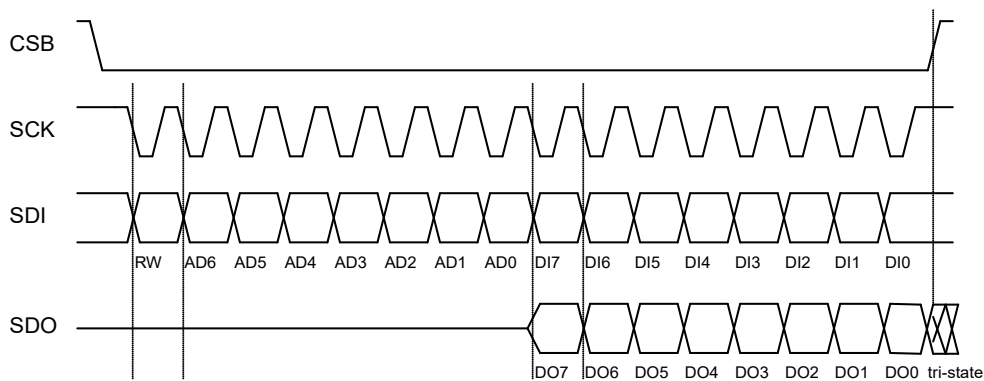 CSB
SCK
SDI
RW AD6 AD5 AD4 AD3 AD2 AD1 AD0 DI7 DI6 DI5 DI4 DI3 DI2 DI1 DI0
SDO
DO7 DO6 DO5 DO4 DO3 DO2 DO1 DO0 tri-state